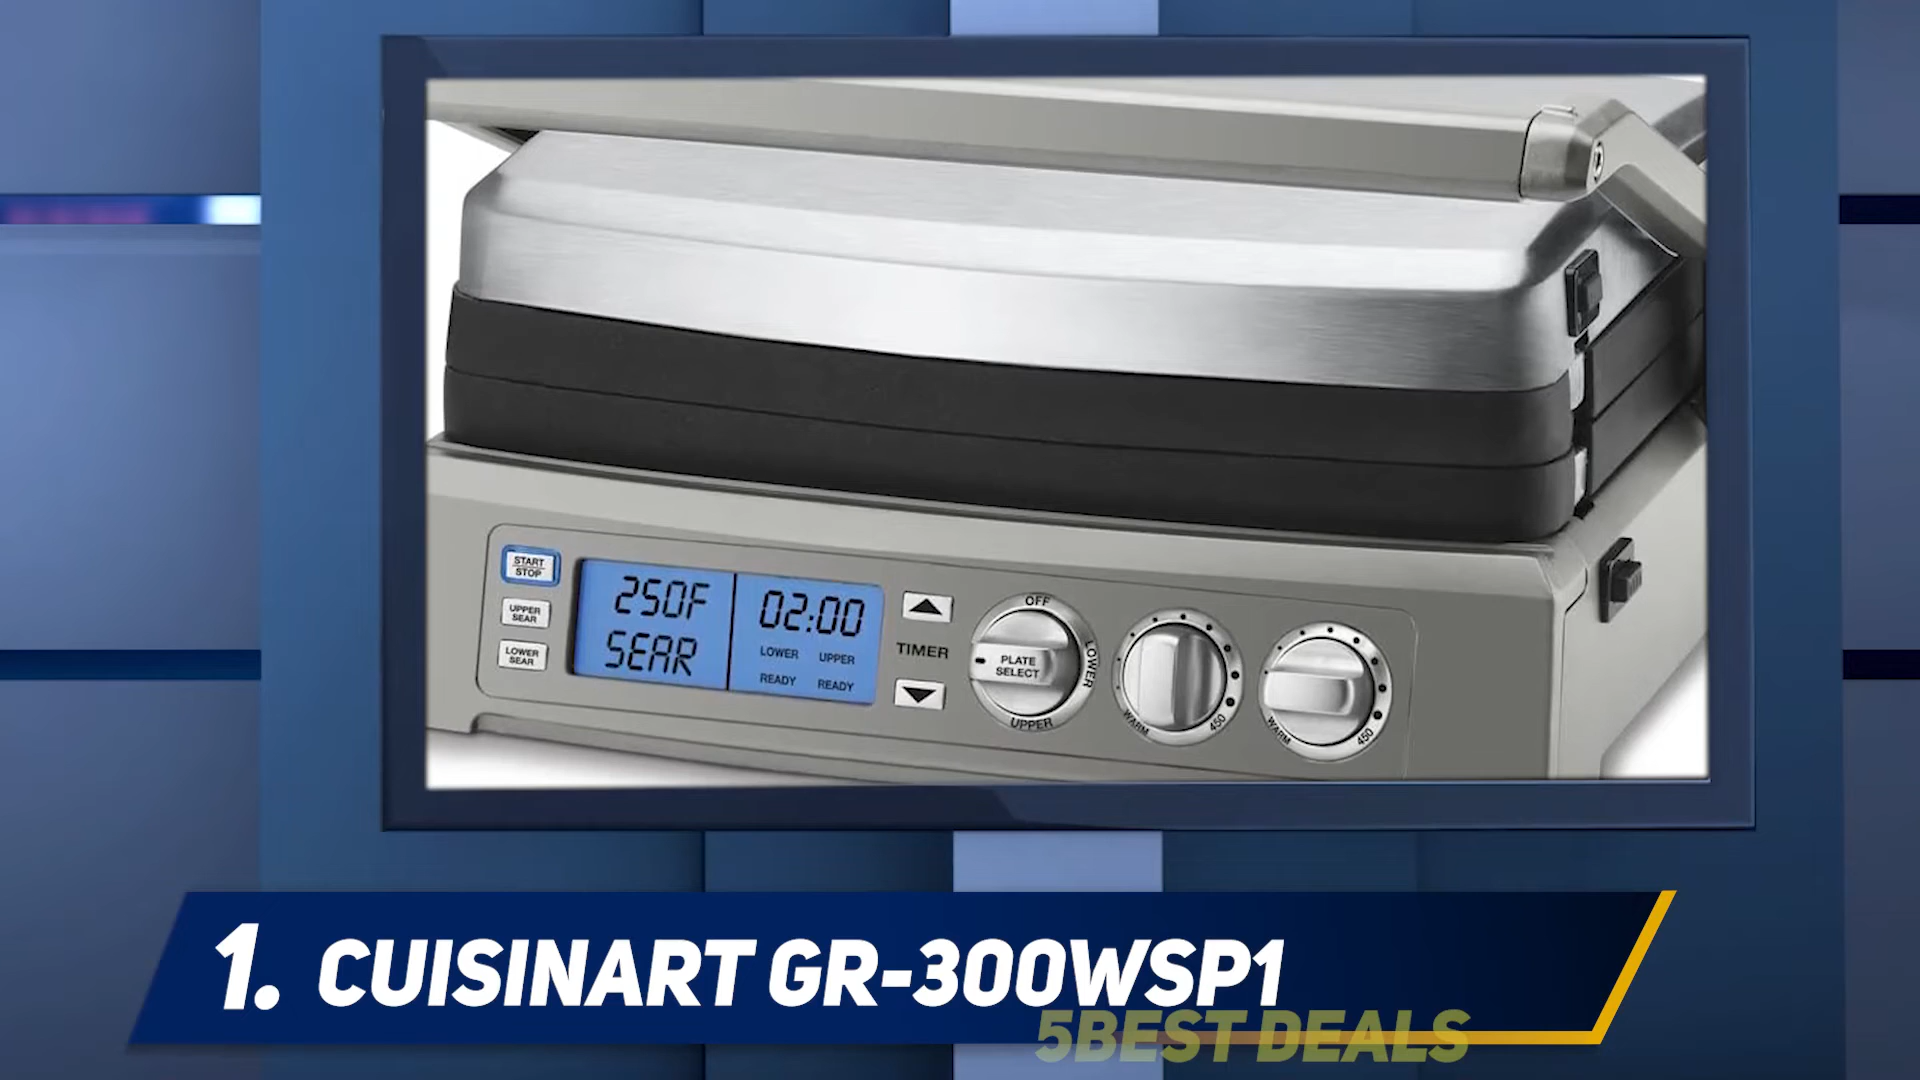 START
STOP
UPPER
SEAR
LOWER
SEAR
250F
SEAR
02:00
LOWER UPPER
READY READY
TIMER
OFF
LOWER
PLATE
SELECT
UPPER
WARM 450
WARM 450
1. CUISINART GR-300WSP1
5BEST DEALS